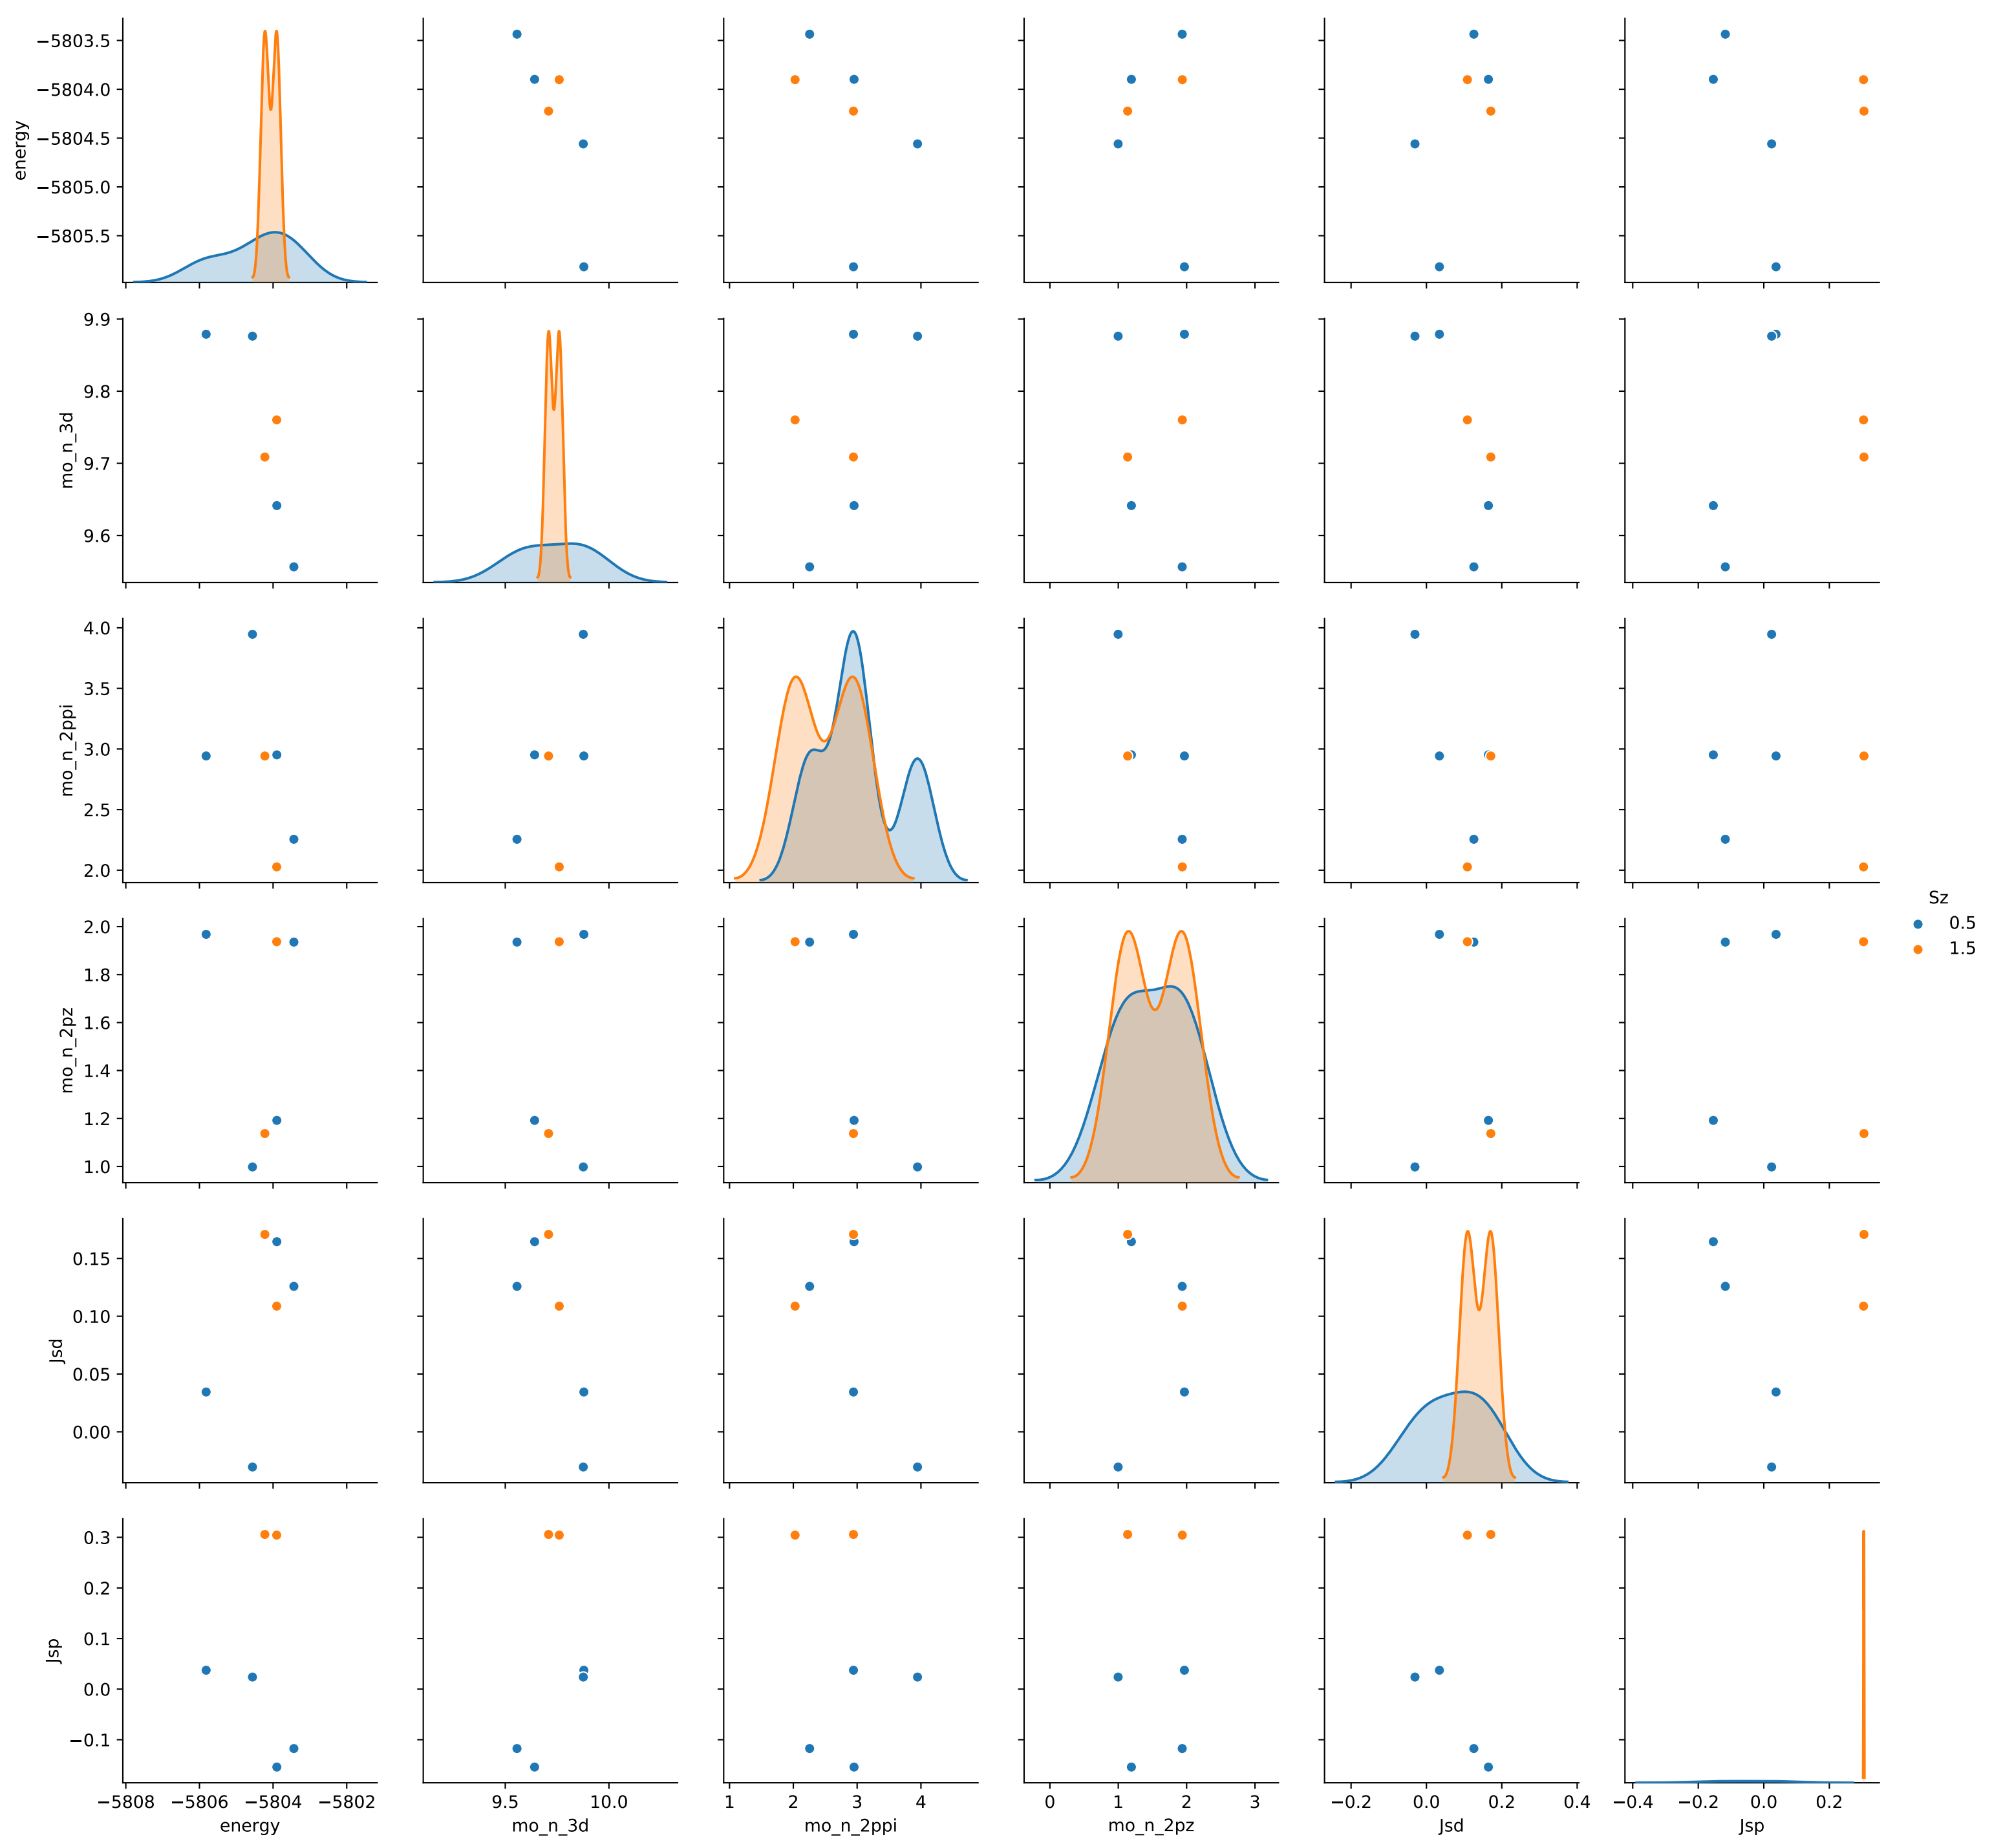 energy
−5803.5
−5804.0
−5804.5
−5805.0
−5805.5
mo_n_3d
9.9
9.8
9.7
9.6
mo_n_2ppi
4.0
3.5
3.0
2.5
2.0
mo_n_2pz
2.0
1.8
1.6
1.4
1.2
1.0
Jsd
0.15
0.10
0.05
0.00
Jsp
0.3
0.2
0.1
0.0
−0.1
−5808 −5806 −5804 −5802
energy
9.5 10.0
mo_n_3d
1 2 3 4
mo_n_2ppi
0 1 2 3
mo_n_2pz
−0.2 0.0 0.2 0.4
Jsd
−0.4 −0.2 0.0 0.2
Jsp
Sz
0.5
1.5